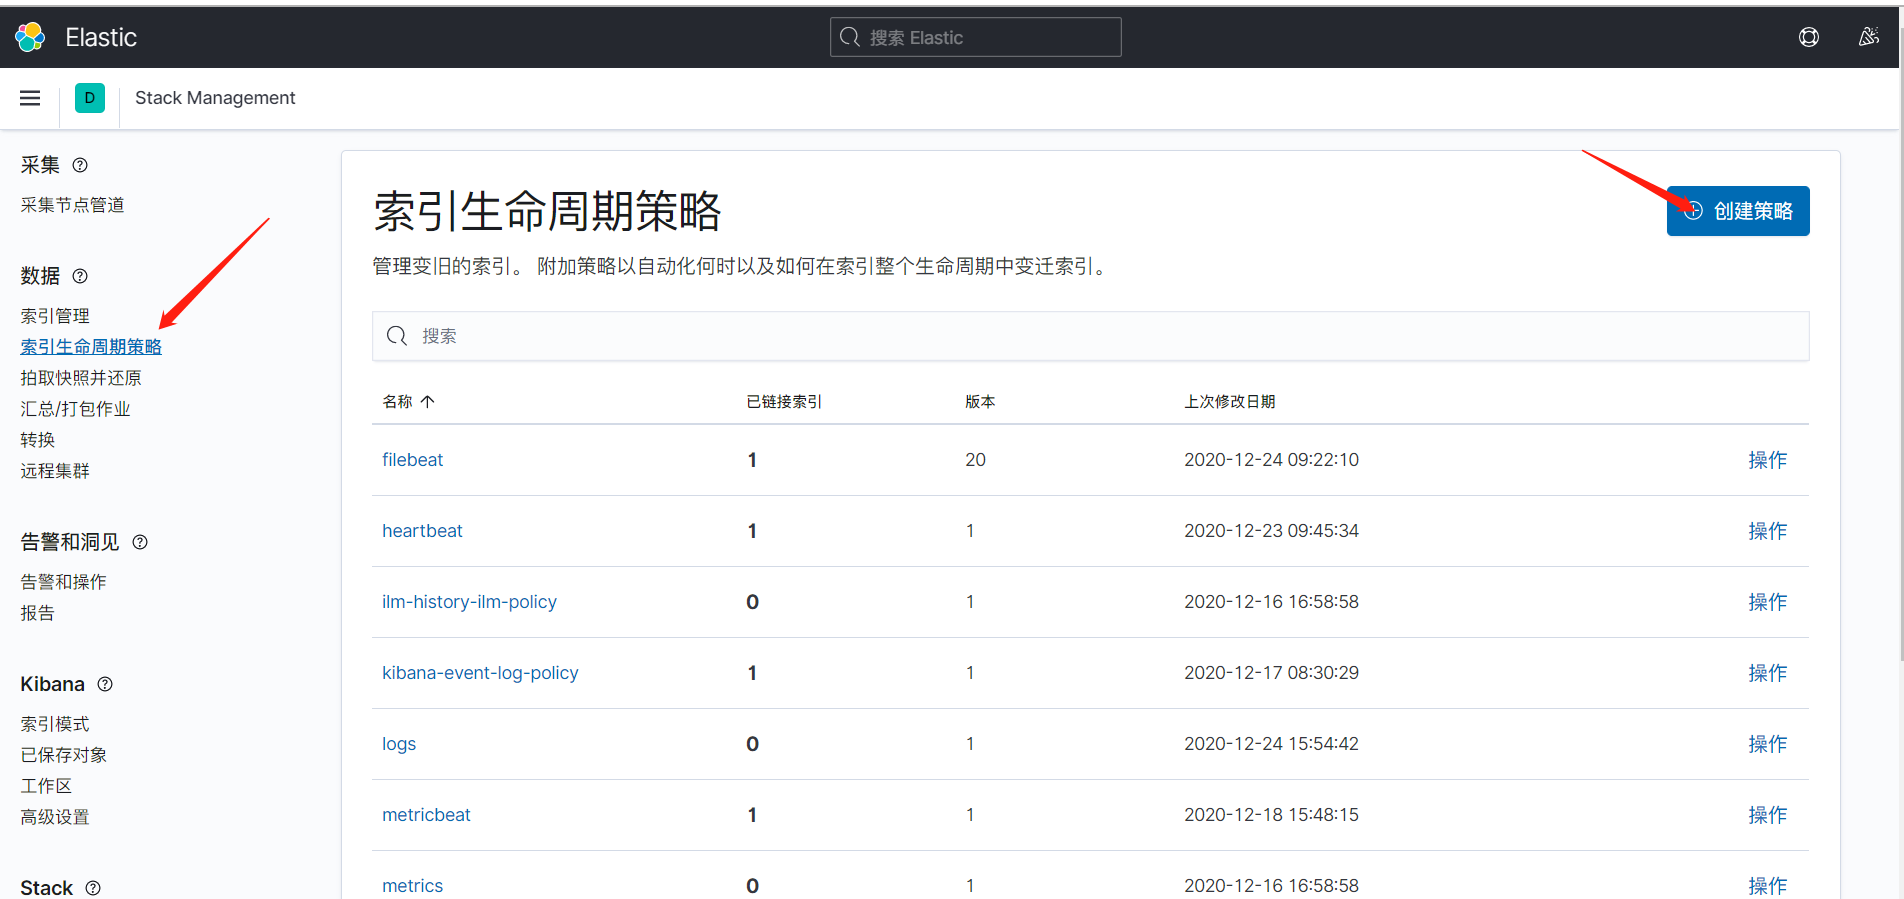 Elastic
搜索 Elastic
D
Stack Management
采集
采集节点管道
数据
索引管理
索引生命周期策略
拍取快照并还原
汇总/打包作业
转换
远程集群
告警和洞见
告警和操作
报告
Kibana
索引模式
已保存对象
工作区
高级设置
Stack
索引生命周期策略
创建策略
管理变旧的索引。 附加策略以自动化何时以及如何在索引整个生命周期中变迁索引。
搜索
名称 已链接索引 版本 上次修改日期
filebeat 1 20 2020-12-24 09:22:10 操作
heartbeat 1 1 2020-12-23 09:45:34 操作
ilm-history-ilm-policy 0 1 2020-12-16 16:58:58 操作
kibana-event-log-policy 1 1 2020-12-17 08:30:29 操作
logs 0 1 2020-12-24 15:54:42 操作
metricbeat 1 1 2020-12-18 15:48:15 操作
metrics 0 1 2020-12-16 16:58:58 操作